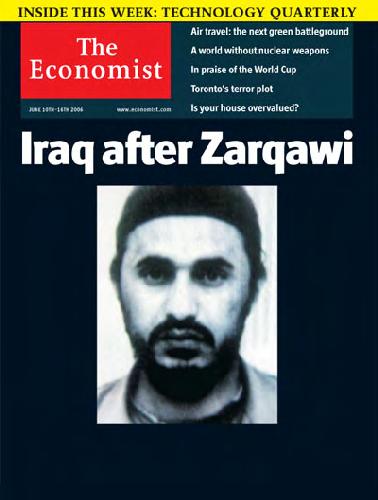 INSIDE THIS WEEK: TECHNOLOGY QUARTERLY
The
Economist
JUNE 10TH-16TH 2006 www.economist.com
Air travel: the next green battleground
A world without nuclear weapons
In praise of the World Cup
Toronto's terror plot
Is your house overvalued?
Iraq after Zarqawi